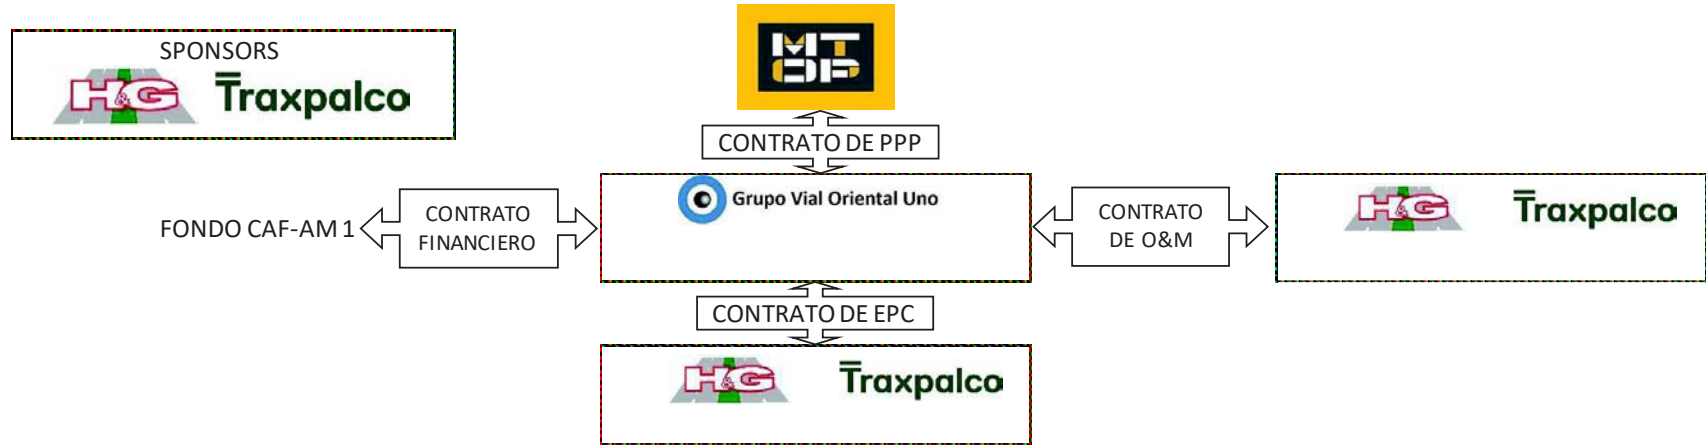 SPONSORS
H&G Traxpalco
MTOP
CONTRATO DE PPP
Grupo Vial Oriental Uno
FONDO CAF-AM 1
CONTRATO
FINANCIERO
CONTRATO
DE O&M
H&G Traxpalco
CONTRATO DE EPC
H&G Traxpalco